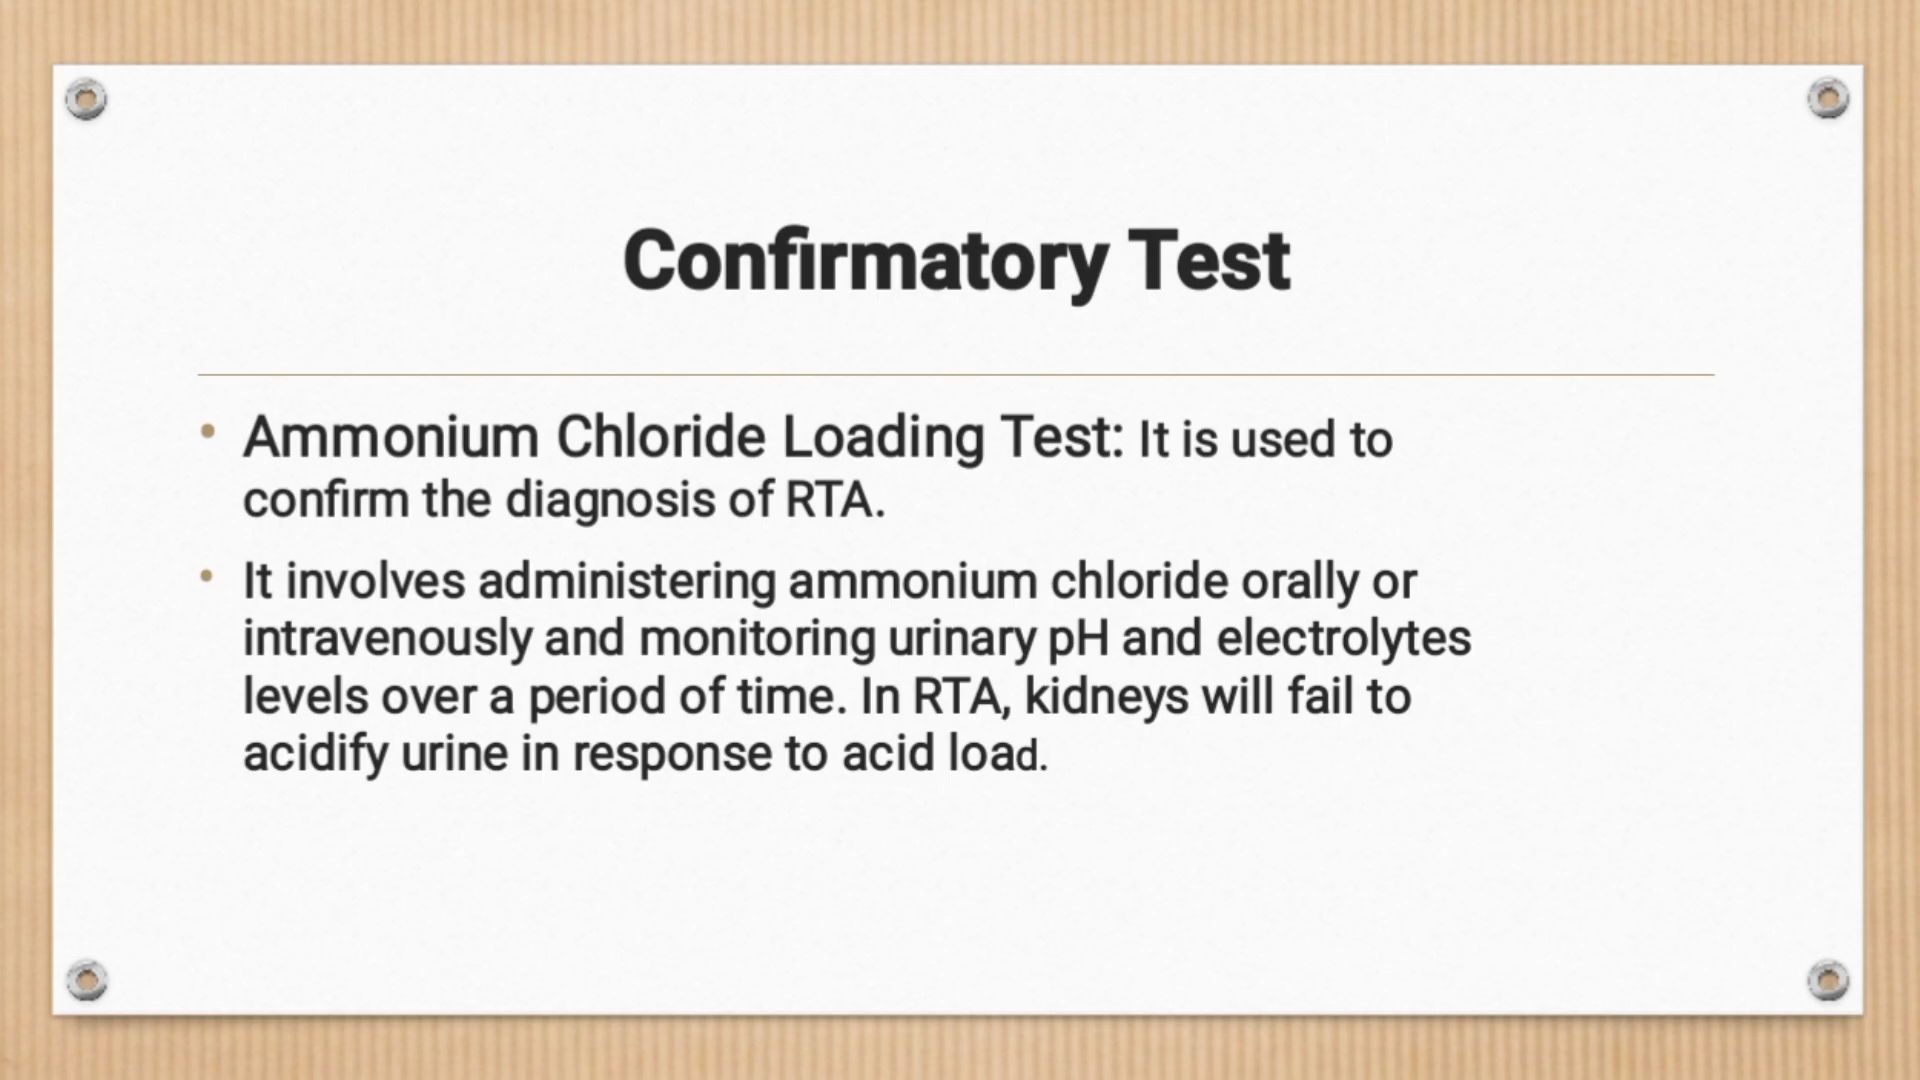 Confirmatory Test
• Ammonium Chloride Loading Test: It is used to
confirm the diagnosis of RTA.
• It involves administering ammonium chloride orally or
intravenously and monitoring urinary pH and electrolytes
levels over a period of time. In RTA, kidneys will fail to
acidify urine in response to acid load.